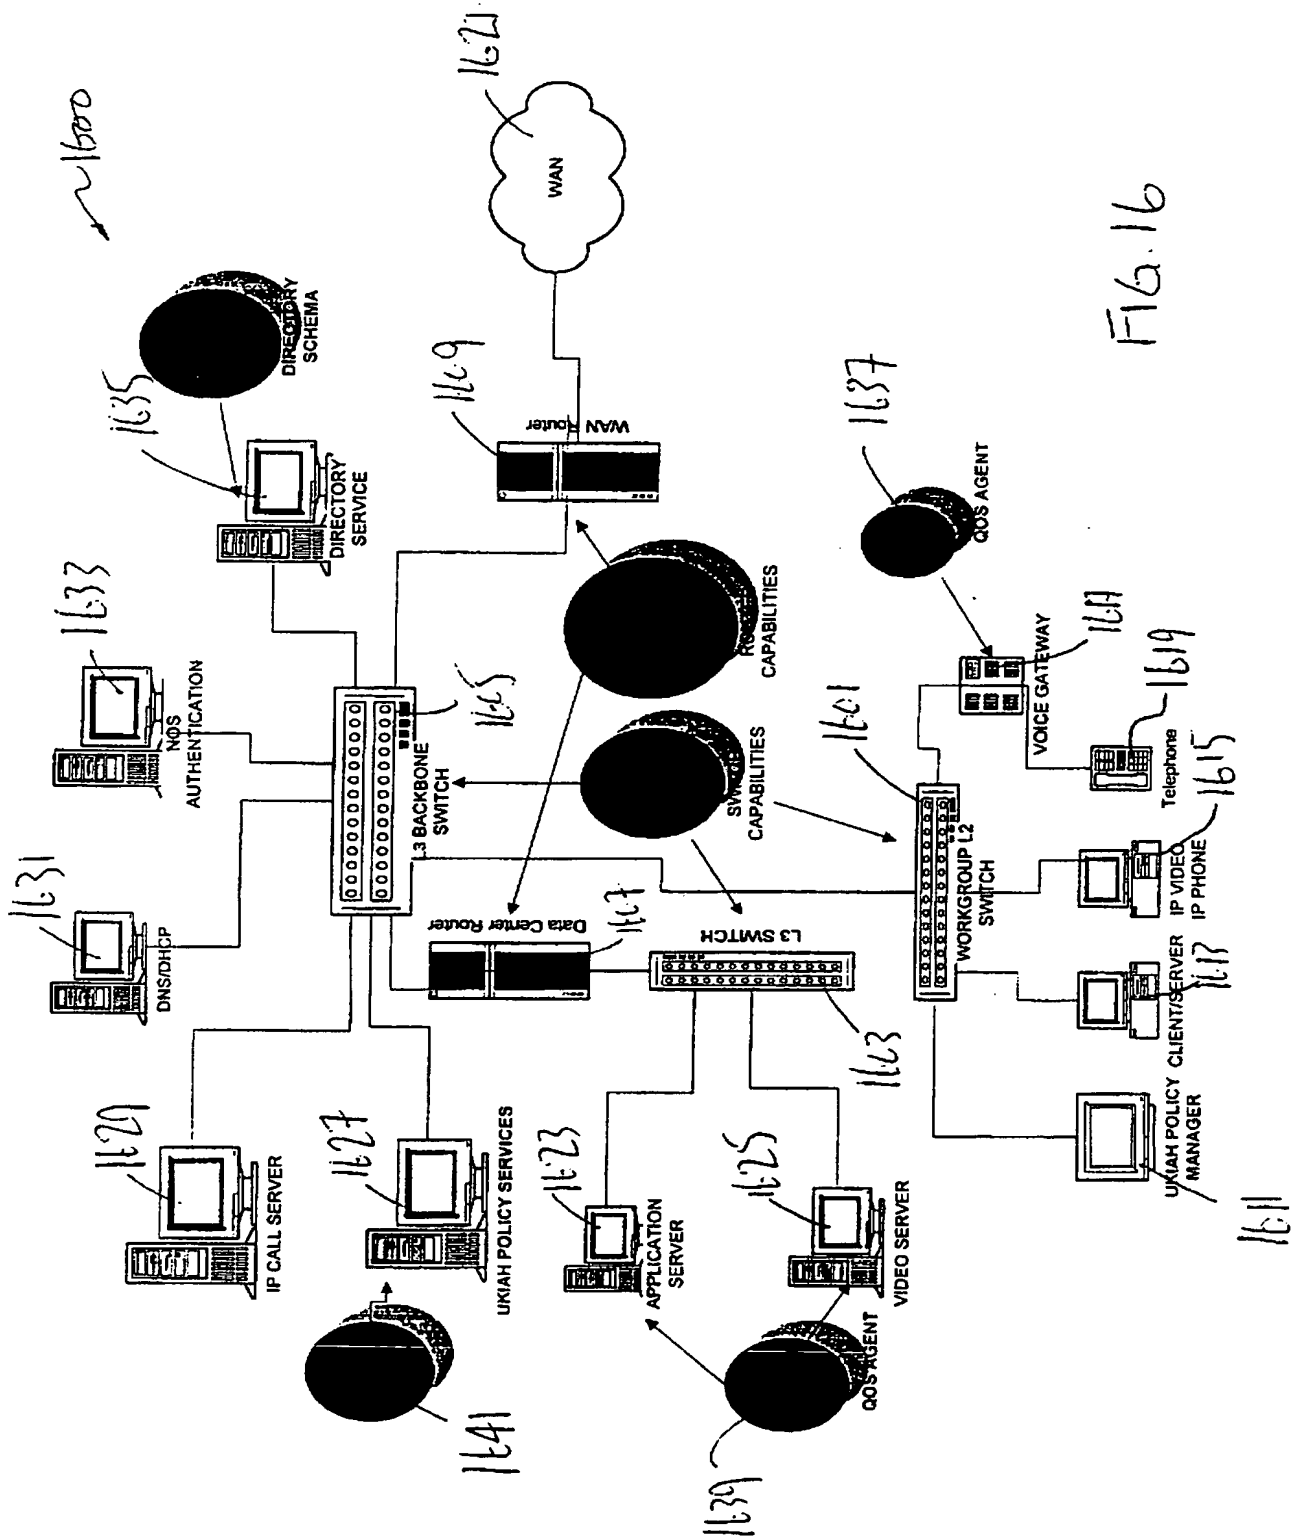 ~1600
1621
WAN
DIRECTORY
SCHEMA
1635
DIRECTORY
SERVICE
1609
WAN Router
1633
NOS
AUTHENTICATION
1605
L3 BACKBONE
SWITCH
CAPABILITIES
CAPABILITIES
1631
DNS/DHCP
Data Center Router
1607
L3 SWITCH
1603
1629
IP CALL SERVER
1627
UKIAH POLICY SERVICES
1641
1623
APPLICATION
SERVER
1625
VIDEO SERVER
QOS AGENT
1639
1637
QOS AGENT
VOICE GATEWAY
1617
1619
Telephone
1601
WORKGROUP L2
SWITCH
1615
IP VIDEO
IP PHONE
CLIENT/SERVER
1613
UKIAH POLICY
MANAGER
1611
FIG. 16